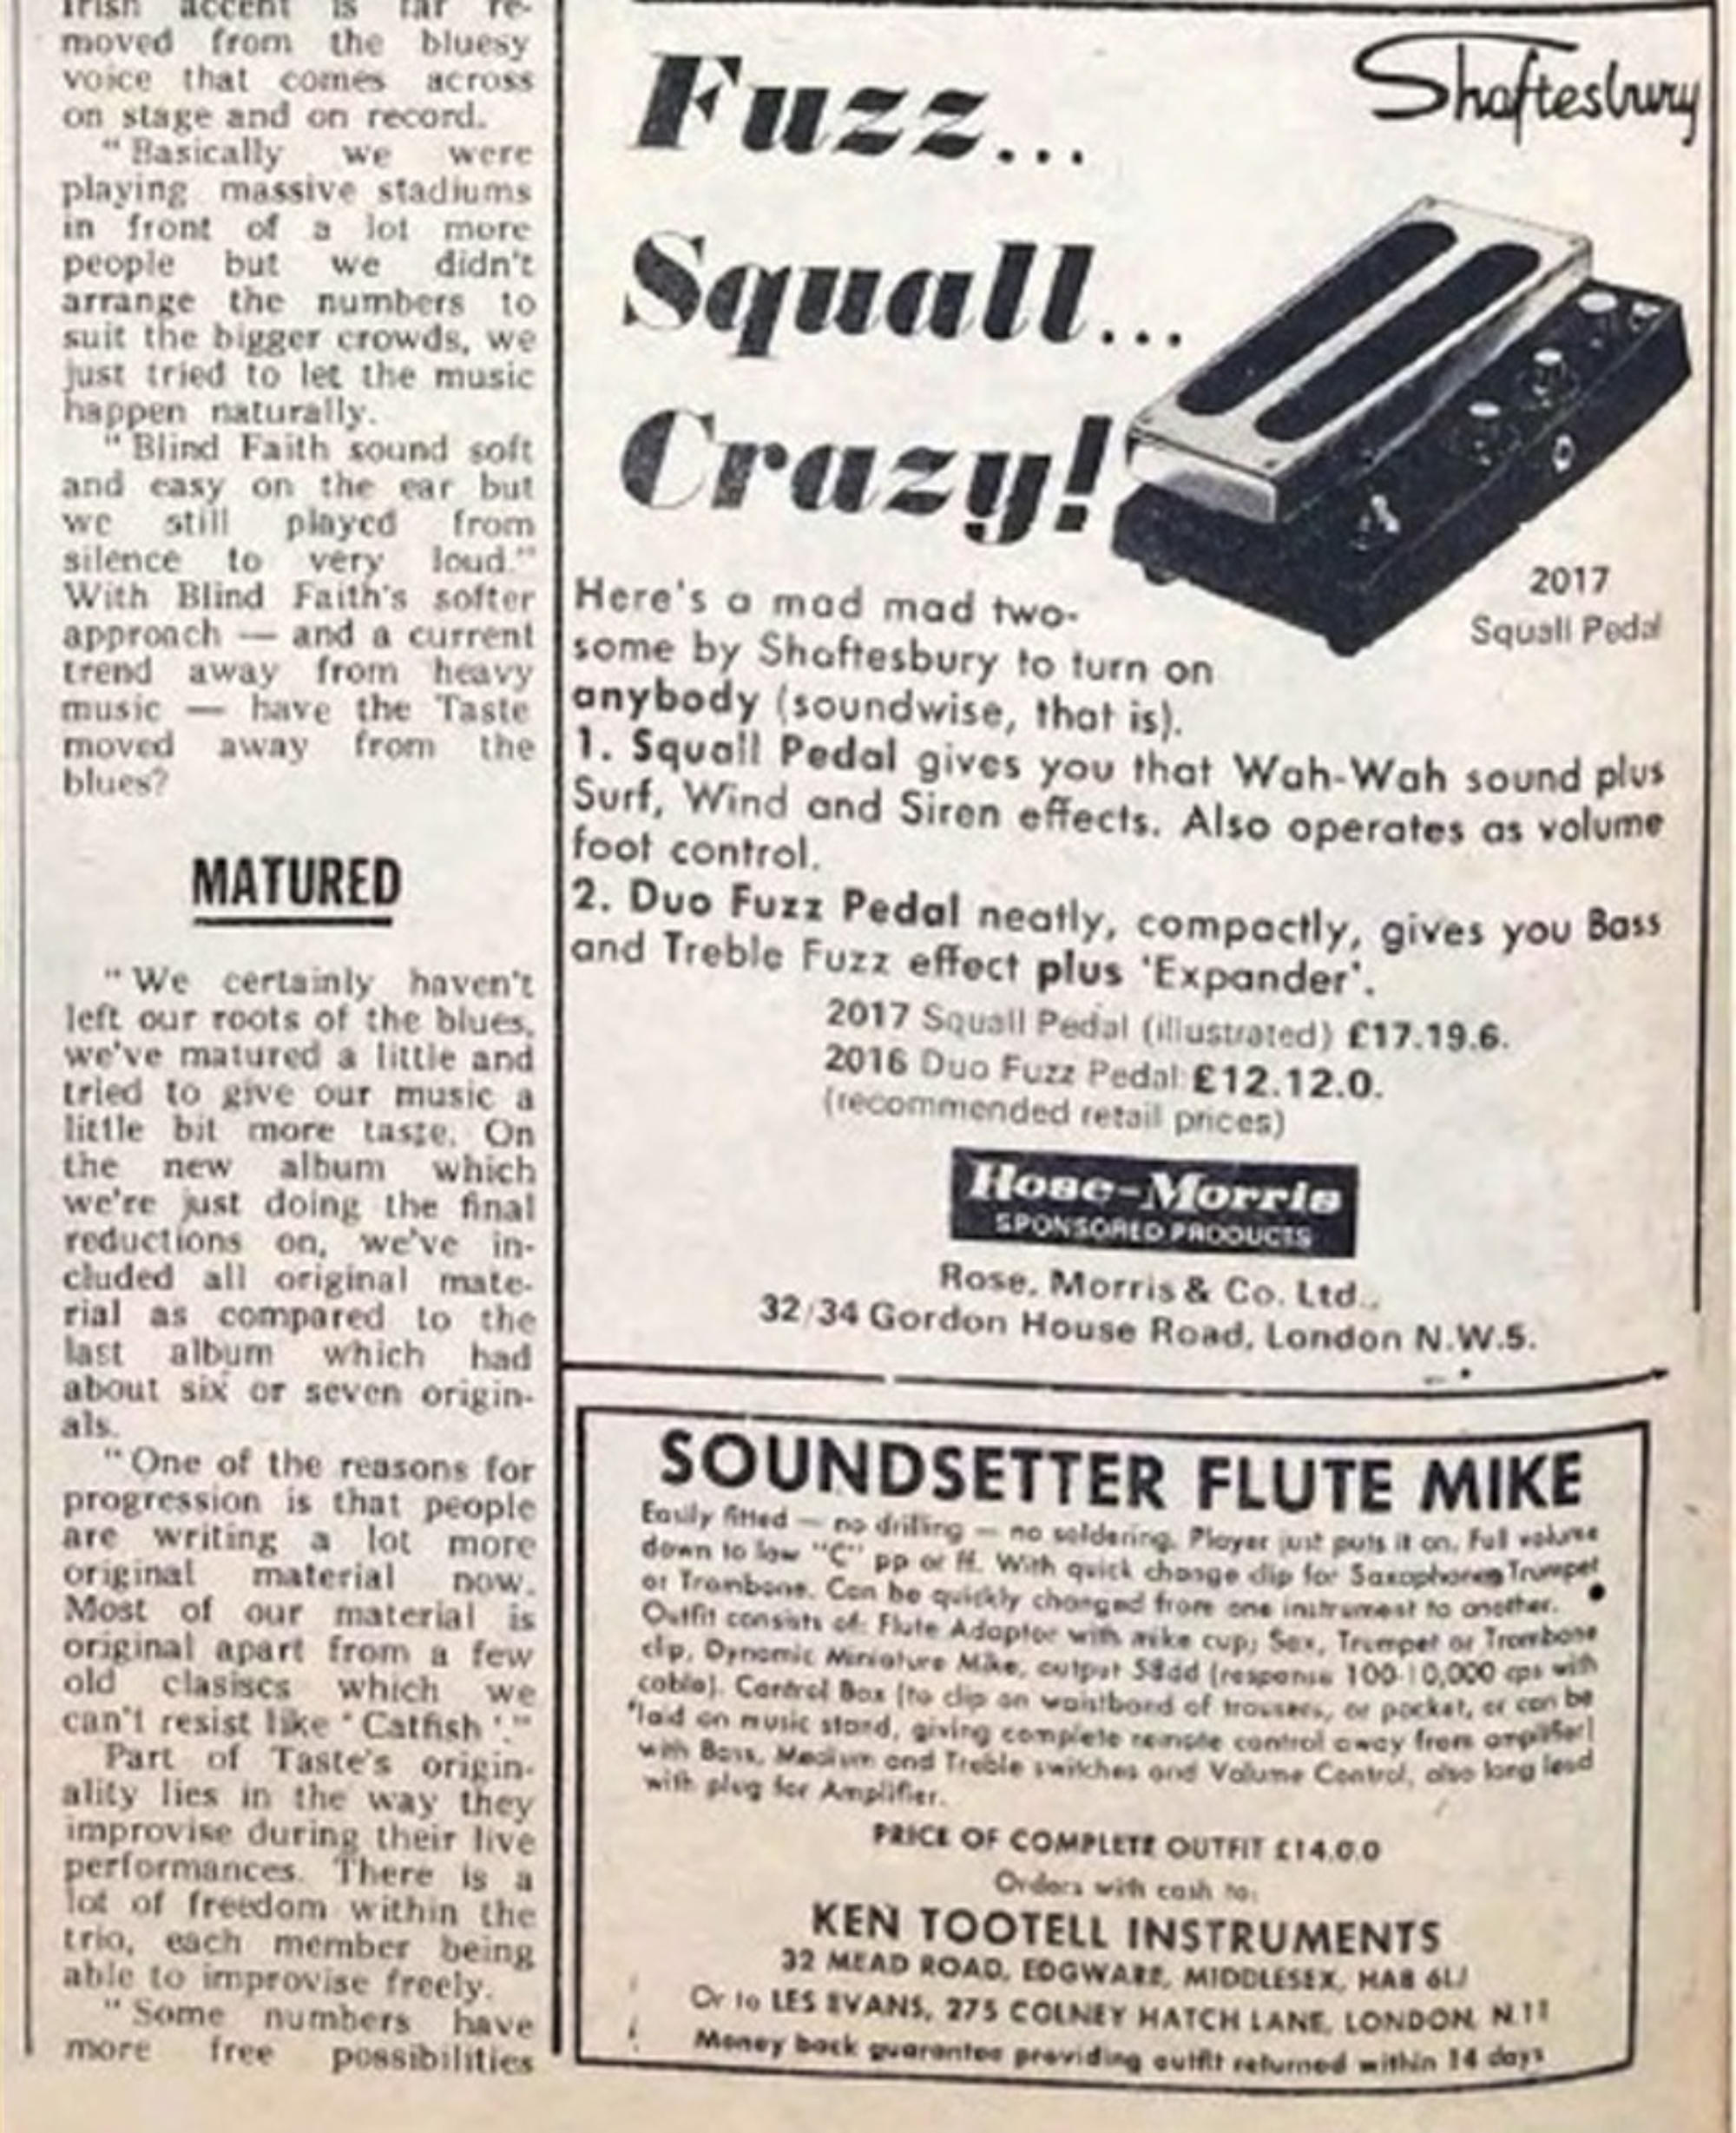 Irish accent is far re-
moved from the bluesy
voice that comes across
on stage and on record.
"Basically we were
playing massive stadiums
in front of a lot more
people but we didn't
arrange the numbers to
suit the bigger crowds, we
just tried to let the music
happen naturally.
"Blind Faith sound soft
and easy on the ear but
we still played from
silence to very loud."
With Blind Faith's softer
approach — and a current
trend away from heavy
music — have the Taste
moved away from the
blues?
MATURED
"We certainly haven't
left our roots of the blues,
we've matured a little and
tried to give our music a
little bit more taste. On
the new album which
we're just doing the final
reductions on, we've in-
cluded all original mate-
rial as compared to the
last album which had
about six or seven origin-
als.
"One of the reasons for
progression is that people
are writing a lot more
original material now.
Most of our material is
original apart from a few
old clasiscs which we
can't resist like 'Catfish'."
Part of Taste's origin-
ality lies in the way they
improvise during their live
performances. There is a
lot of freedom within the
trio, each member being
able to improvise freely.
"Some numbers have
more free possibilities
Shaftesbury
Fuzz...
Squall...
Crazy!
2017
Squall Pedal
Here's a mad mad two-
some by Shaftesbury to turn on
anybody (soundwise, that is).
1. Squall Pedal gives you that Wah-Wah sound plus
Surf, Wind and Siren effects. Also operates as volume
foot control.
2. Duo Fuzz Pedal neatly, compactly, gives you Bass
and Treble Fuzz effect plus 'Expander'.
2017 Squall Pedal (illustrated) £17.19.6.
2016 Duo Fuzz Pedal £12.12.0.
(recommended retail prices)
Rose-Morris
SPONSORED PRODUCTS
Rose, Morris & Co. Ltd.,
32/34 Gordon House Road, London N.W.5.
SOUNDSETTER FLUTE MIKE
Easily fitted — no drilling — no soldering. Player just puts it on. Full volume
down to low "C" pp or ff. With quick change clip for Saxophones Trumpet
or Trombone. Can be quickly changed from one instrument to another.
Outfit consists of: Flute Adaptor with mike cup; Sax, Trumpet or Trombone
clip, Dynamic Miniature Mike, output 58dd (response 100-10,000 cps with
cable). Control Box (to clip on waistband of trousers, or pocket, or can be
laid on music stand, giving complete remote control away from amplifier)
with Bass, Medium and Treble switches and Volume Control, also long lead
with plug for Amplifier.
PRICE OF COMPLETE OUTFIT £14.0.0
Orders with cash to:
KEN TOOTELL INSTRUMENTS
32 MEAD ROAD, EDGWARE, MIDDLESEX, HA8 6LJ
Or to LES EVANS, 275 COLNEY HATCH LANE, LONDON, N.11
Money back guarantee providing outfit returned within 14 days